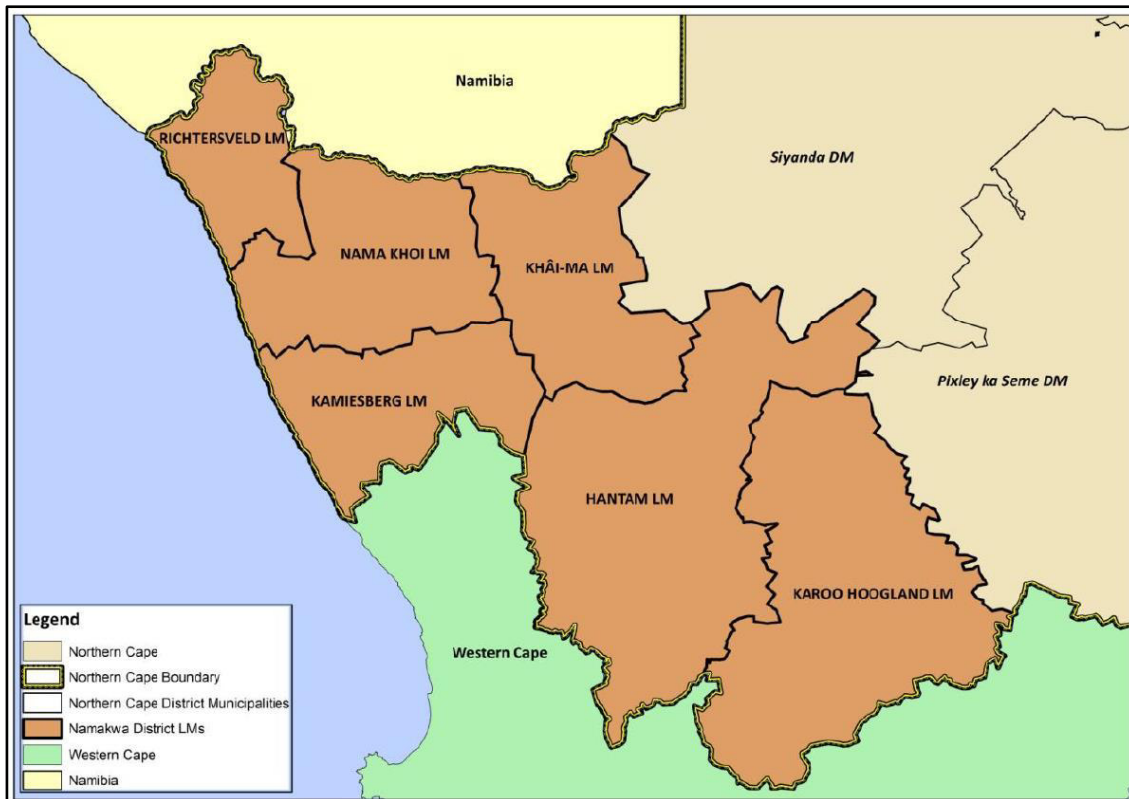 Namibia
RICHTERSVELD LM
Siyanda DM
NAMA KHOI LM
KHÂI-MA LM
Pixley ka Seme DM
KAMIESBERG LM
HANTAM LM
KAROO HOOGLAND LM
Western Cape
Legend
Northern Cape
Northern Cape Boundary
Northern Cape District Municipalities
Namakwa District LMs
Western Cape
Namibia